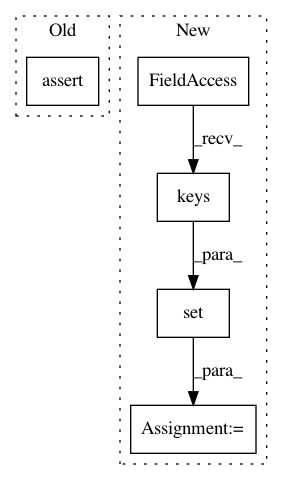 Old
New
assert
FieldAccess
_recv_
keys
_para_
set
_para_
Assignment:=